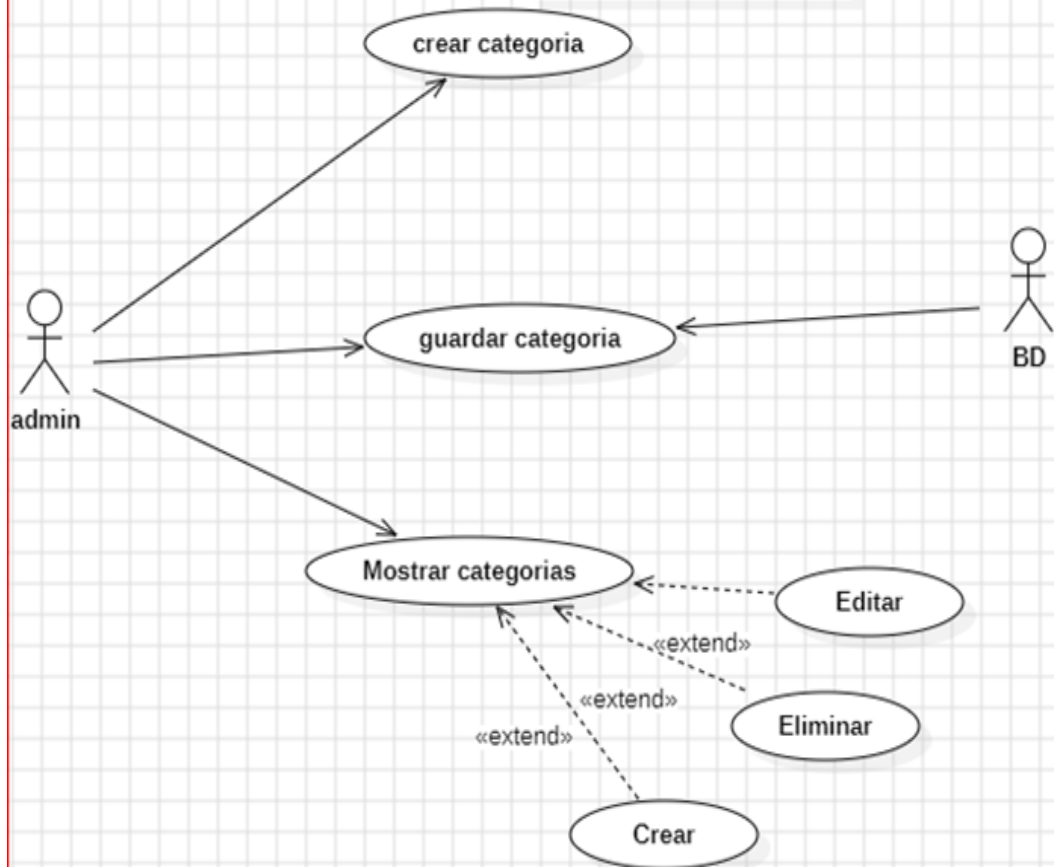 crear categoria
guardar categoria
BD
admin
Mostrar categorias
Editar
«extend»
«extend»
Eliminar
«extend»
Crear